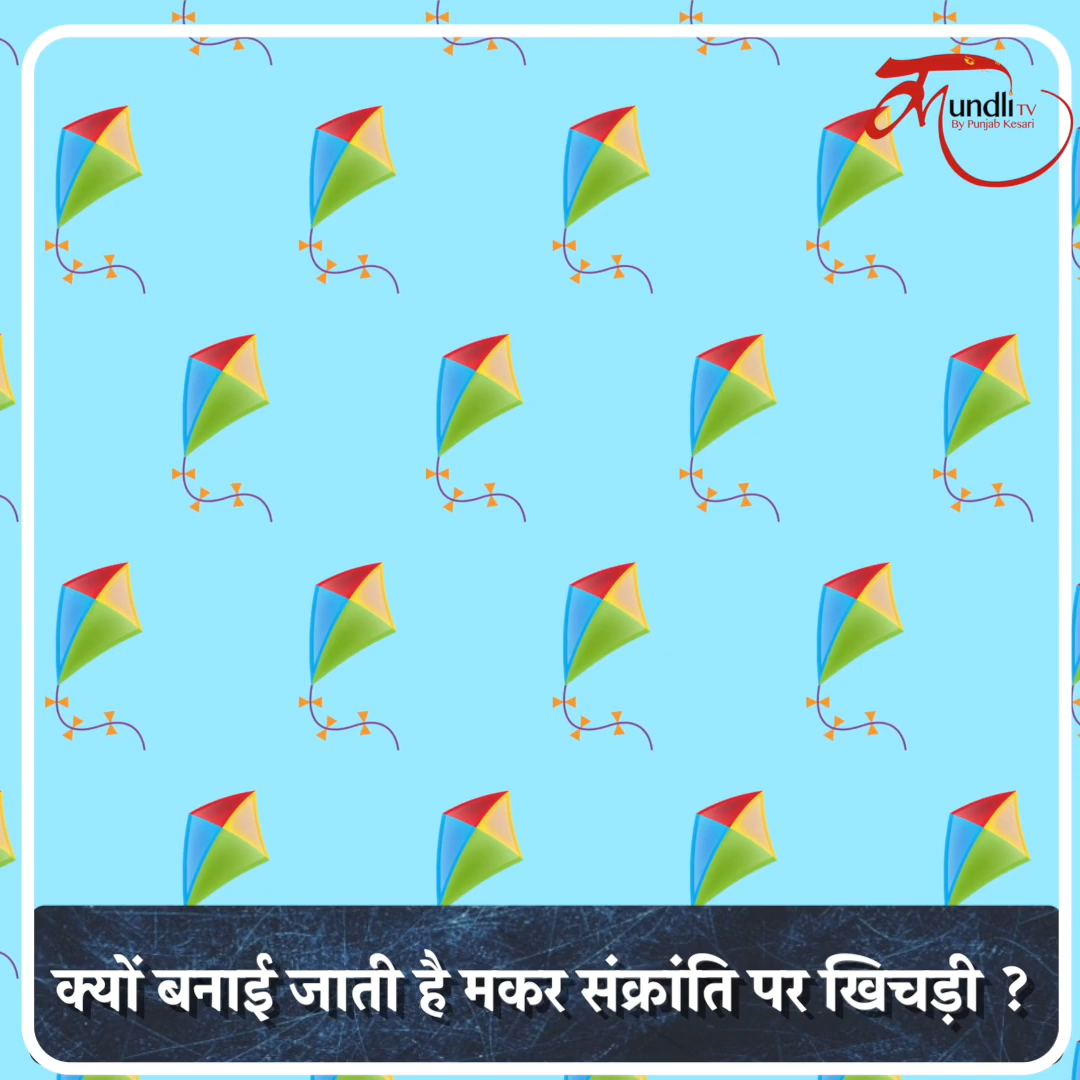 Kundli TV
By Punjab Kesari
क्यों बनाई जाती है मकर संक्रांति पर खिचड़ी ?